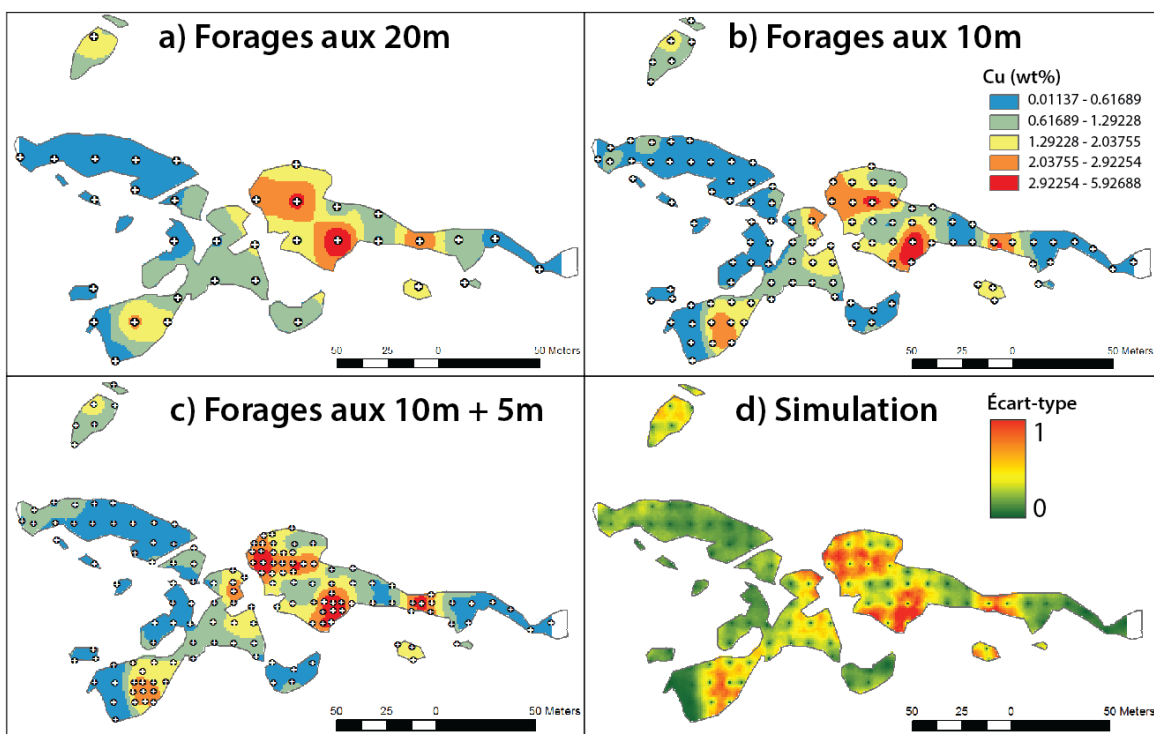 a) Forages aux 20m
50 25 0 50 Meters
b) Forages aux 10m
Cu (wt%)
0.01137 - 0.61689
0.61689 - 1.29228
1.29228 - 2.03755
2.03755 - 2.92254
2.92254 - 5.92688
50 25 0 50 Meters
c) Forages aux 10m + 5m
50 25 0 50 Meters
d) Simulation
Écart-type
1
0
50 25 0 50 Meters